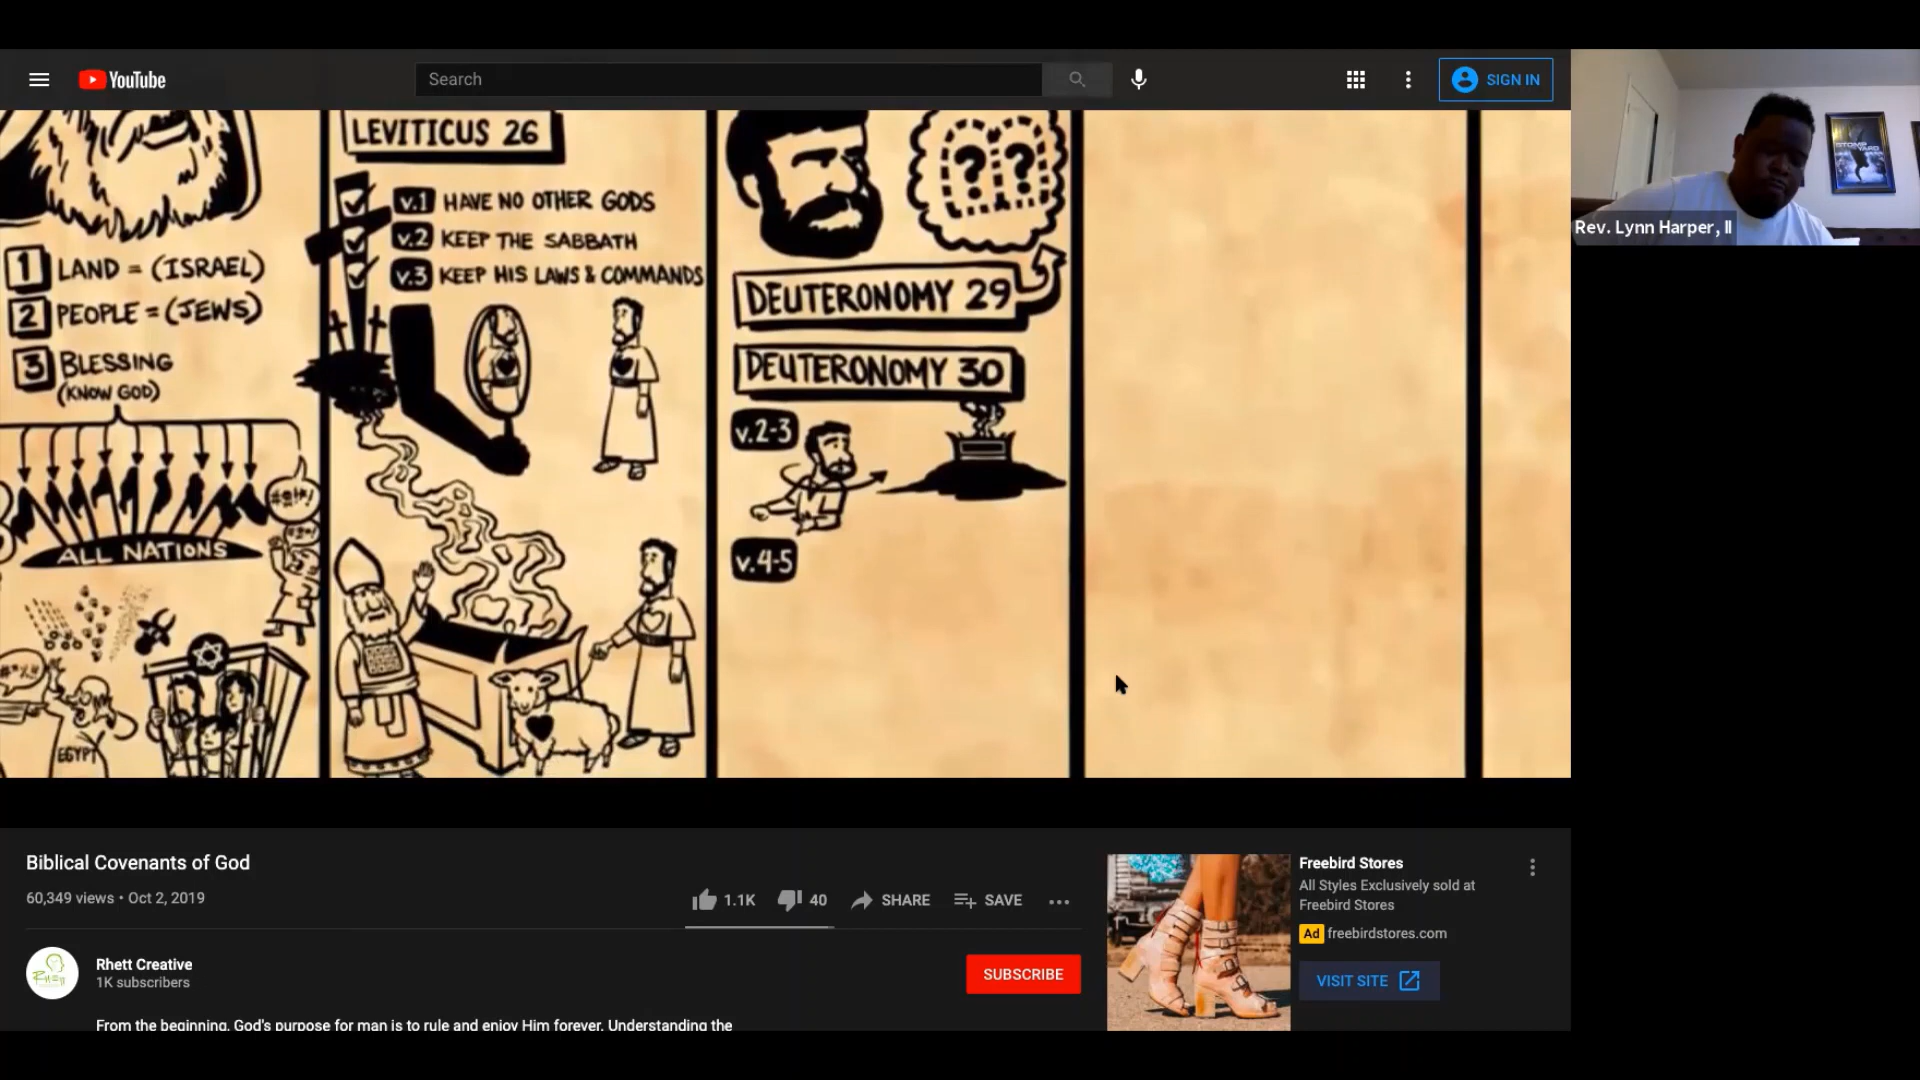 YouTube
Search
SIGN IN
STOMP
YARD
Rev. Lynn Harper, II
1 LAND = (ISRAEL)
2 PEOPLE = (JEWS)
3 BLESSING
(KNOW GOD)
#@!*!
ALL NATIONS
EGYPT
LEVITICUS 26
v.1 HAVE NO OTHER GODS
v.2 KEEP THE SABBATH
v.3 KEEP HIS LAWS & COMMANDS
? ?
DEUTERONOMY 29
DEUTERONOMY 30
v.2-3
v.4-5
Biblical Covenants of God
60,349 views • Oct 2, 2019
1.1K
40
SHARE
SAVE
Rhett Creative
1K subscribers
SUBSCRIBE
From the beginning, God's purpose for man is to rule and enjoy Him forever. Understanding the
Freebird Stores
All Styles Exclusively sold at
Freebird Stores
Ad freebirdstores.com
VISIT SITE